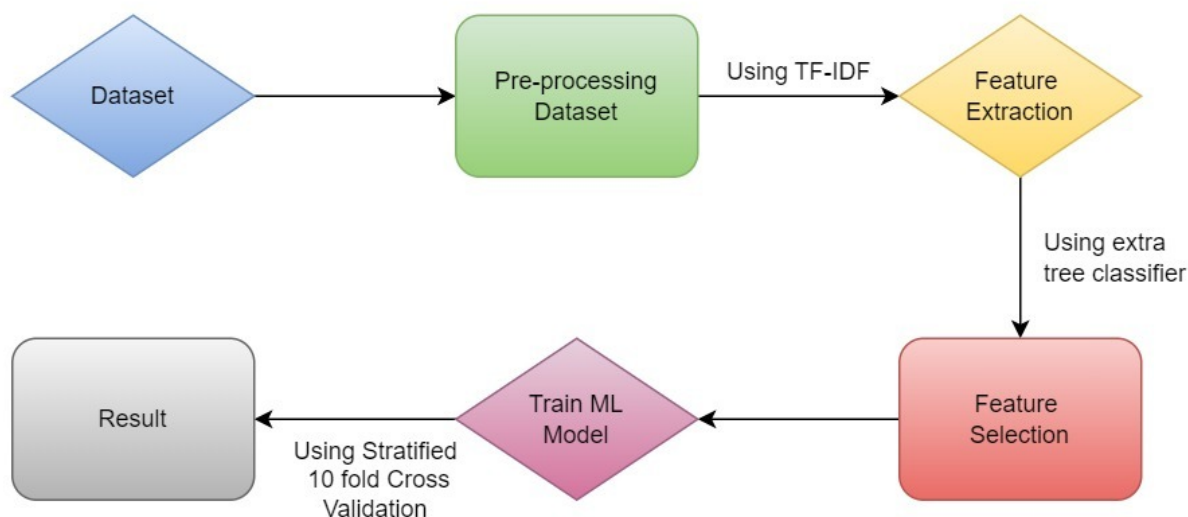 Dataset
Pre-processing
Dataset
Using TF-IDF
Feature
Extraction
Using extra
tree classifier
Feature
Selection
Train ML
Model
Using Stratified
10 fold Cross
Validation
Result